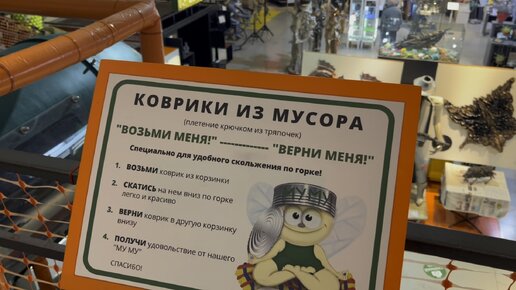 КОВРИКИ ИЗ МУСОРА
(плетение крючком из тряпочек)
"ВОЗЬМИ МЕНЯ!" ------------- "ВЕРНИ МЕНЯ!"
Специально для удобного скольжения по горке!
1. ВОЗЬМИ коврик из корзинки
2. СКАТИСЬ на нем вниз по горке
легко и красиво
3. ВЕРНИ коврик в другую корзинку
внизу
4. ПОЛУЧИ удовольствие от нашего
"МУ МУ"
СПАСИБО!